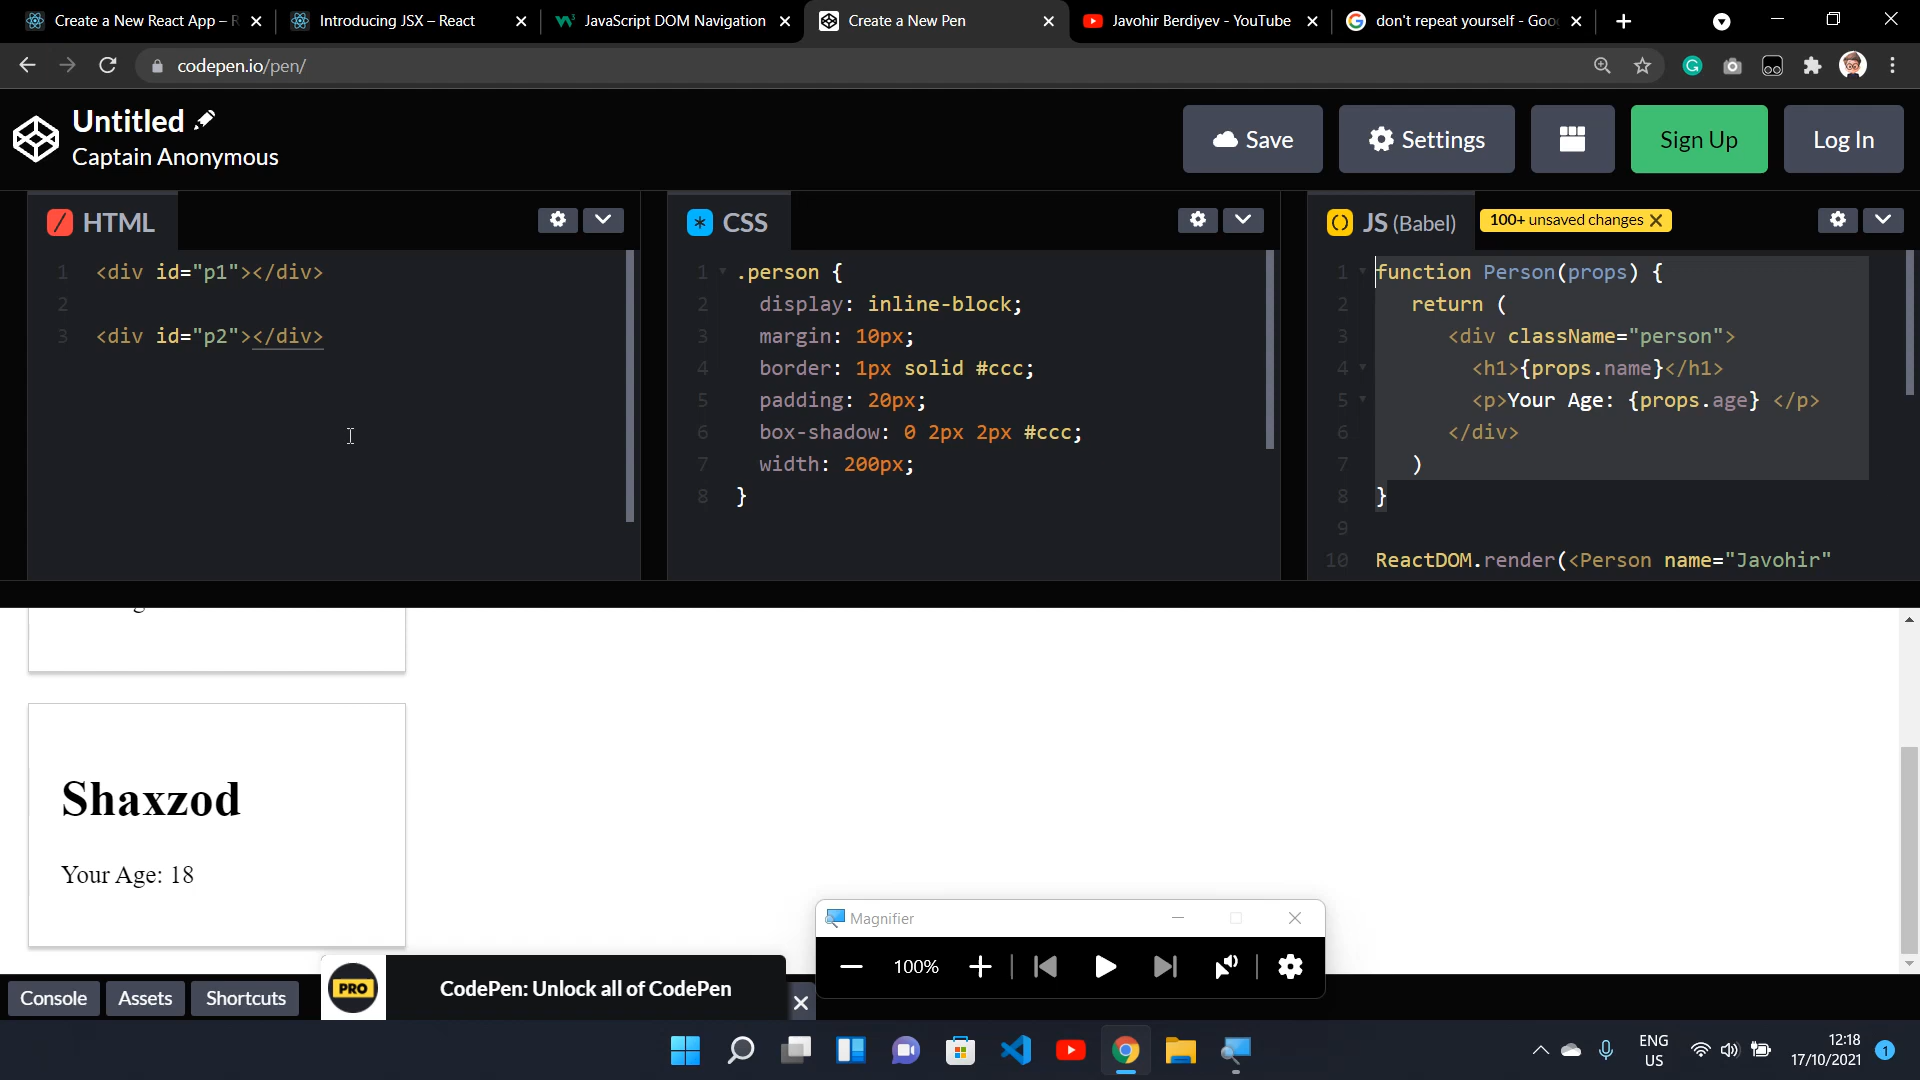 Create a New React App – R
Introducing JSX – React
JavaScript DOM Navigation
Create a New Pen
Javohir Berdiyev - YouTube
don't repeat yourself - Goo
codepen.io/pen/
Untitled
Captain Anonymous
Save
Settings
Sign Up
Log In
HTML
1 <div id="p1"></div>
2
3 <div id="p2"></div>
CSS
1 .person {
2 display: inline-block;
3 margin: 10px;
4 border: 1px solid #ccc;
5 padding: 20px;
6 box-shadow: 0 2px 2px #ccc;
7 width: 200px;
8 }
JS (Babel)
100+ unsaved changes
1 function Person(props) {
2 return (
3 <div className="person">
4 <h1>{props.name}</h1>
5 <p>Your Age: {props.age} </p>
6 </div>
7 )
8 }
9
10 ReactDOM.render(<Person name="Javohir"
Shaxzod
Your Age: 18
Magnifier
100%
Console
Assets
Shortcuts
PRO
CodePen: Unlock all of CodePen
ENG
US
12:18
17/10/2021
1